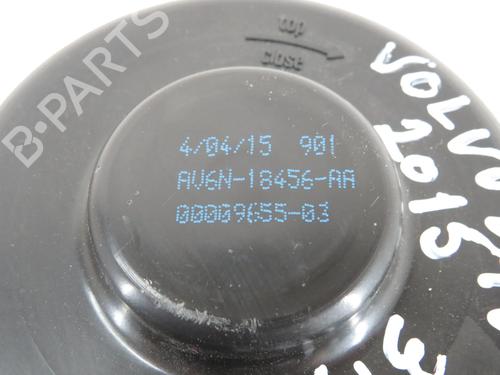 B-PARTS
top
close
4/04/15 901
AV6N-18456-AA
00009655-03
VOLVO
2015